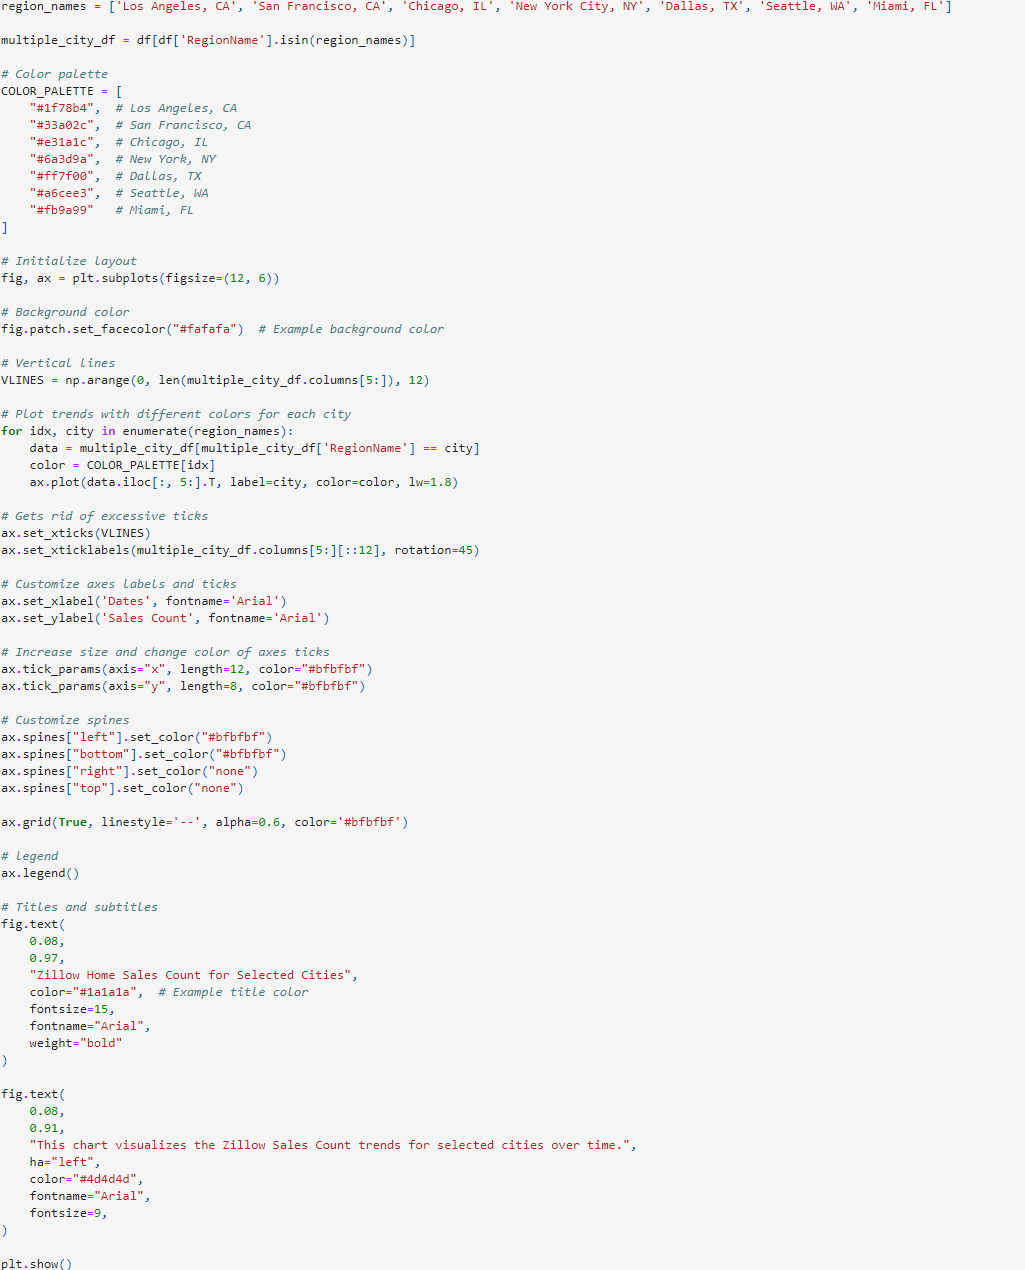 region_names = ['Los Angeles, CA', 'San Francisco, CA', 'Chicago, IL', 'New York City, NY', 'Dallas, TX', 'Seattle, WA', 'Miami, FL']
multiple_city_df = df[df['RegionName'].isin(region_names)]
# Color palette
COLOR_PALETTE = [
    "#1f78b4",  # Los Angeles, CA
    "#33a02c",  # San Francisco, CA
    "#e31a1c",  # Chicago, IL
    "#6a3d9a",  # New York, NY
    "#ff7f00",  # Dallas, TX
    "#a6cee3",  # Seattle, WA
    "#fb9a99"   # Miami, FL
]
# Initialize layout
fig, ax = plt.subplots(figsize=(12, 6))
# Background color
fig.patch.set_facecolor("#fafafa")  # Example background color
# Vertical lines
VLINES = np.arange(0, len(multiple_city_df.columns[5:]), 12)
# Plot trends with different colors for each city
for idx, city in enumerate(region_names):
    data = multiple_city_df[multiple_city_df['RegionName'] == city]
    color = COLOR_PALETTE[idx]
    ax.plot(data.iloc[:, 5:].T, label=city, color=color, lw=1.8)
# Gets rid of excessive ticks
ax.set_xticks(VLINES)
ax.set_xticklabels(multiple_city_df.columns[5:][::12], rotation=45)
# Customize axes labels and ticks
ax.set_xlabel('Dates', fontname='Arial')
ax.set_ylabel('Sales Count', fontname='Arial')
# Increase size and change color of axes ticks
ax.tick_params(axis="x", length=12, color="#bfbfbf")
ax.tick_params(axis="y", length=8, color="#bfbfbf")
# Customize spines
ax.spines["left"].set_color("#bfbfbf")
ax.spines["bottom"].set_color("#bfbfbf")
ax.spines["right"].set_color("none")
ax.spines["top"].set_color("none")
ax.grid(True, linestyle='--', alpha=0.6, color='#bfbfbf')
# legend
ax.legend()
# Titles and subtitles
fig.text(
    0.08,
    0.97,
    "Zillow Home Sales Count for Selected Cities",
    color="#1a1a1a",  # Example title color
    fontsize=15,
    fontname="Arial",
    weight="bold"
)
fig.text(
    0.08,
    0.91,
    "This chart visualizes the Zillow Sales Count trends for selected cities over time.",
    ha="left",
    color="#4d4d4d",
    fontname="Arial",
    fontsize=9,
)
plt.show()